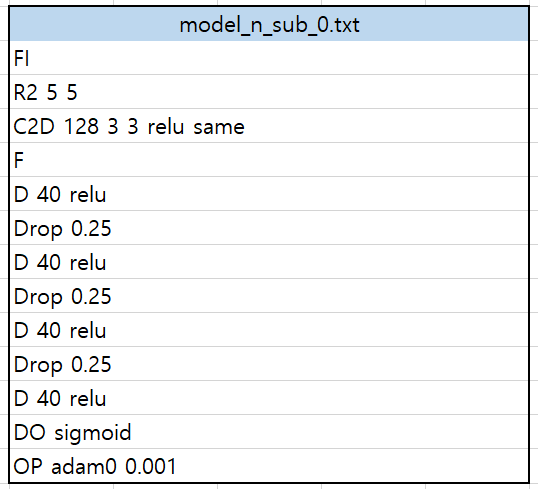 model_n_sub_0.txt
FI
R2 5 5
C2D 128 3 3 relu same
F
D 40 relu
Drop 0.25
D 40 relu
Drop 0.25
D 40 relu
Drop 0.25
D 40 relu
DO sigmoid
OP adam0 0.001